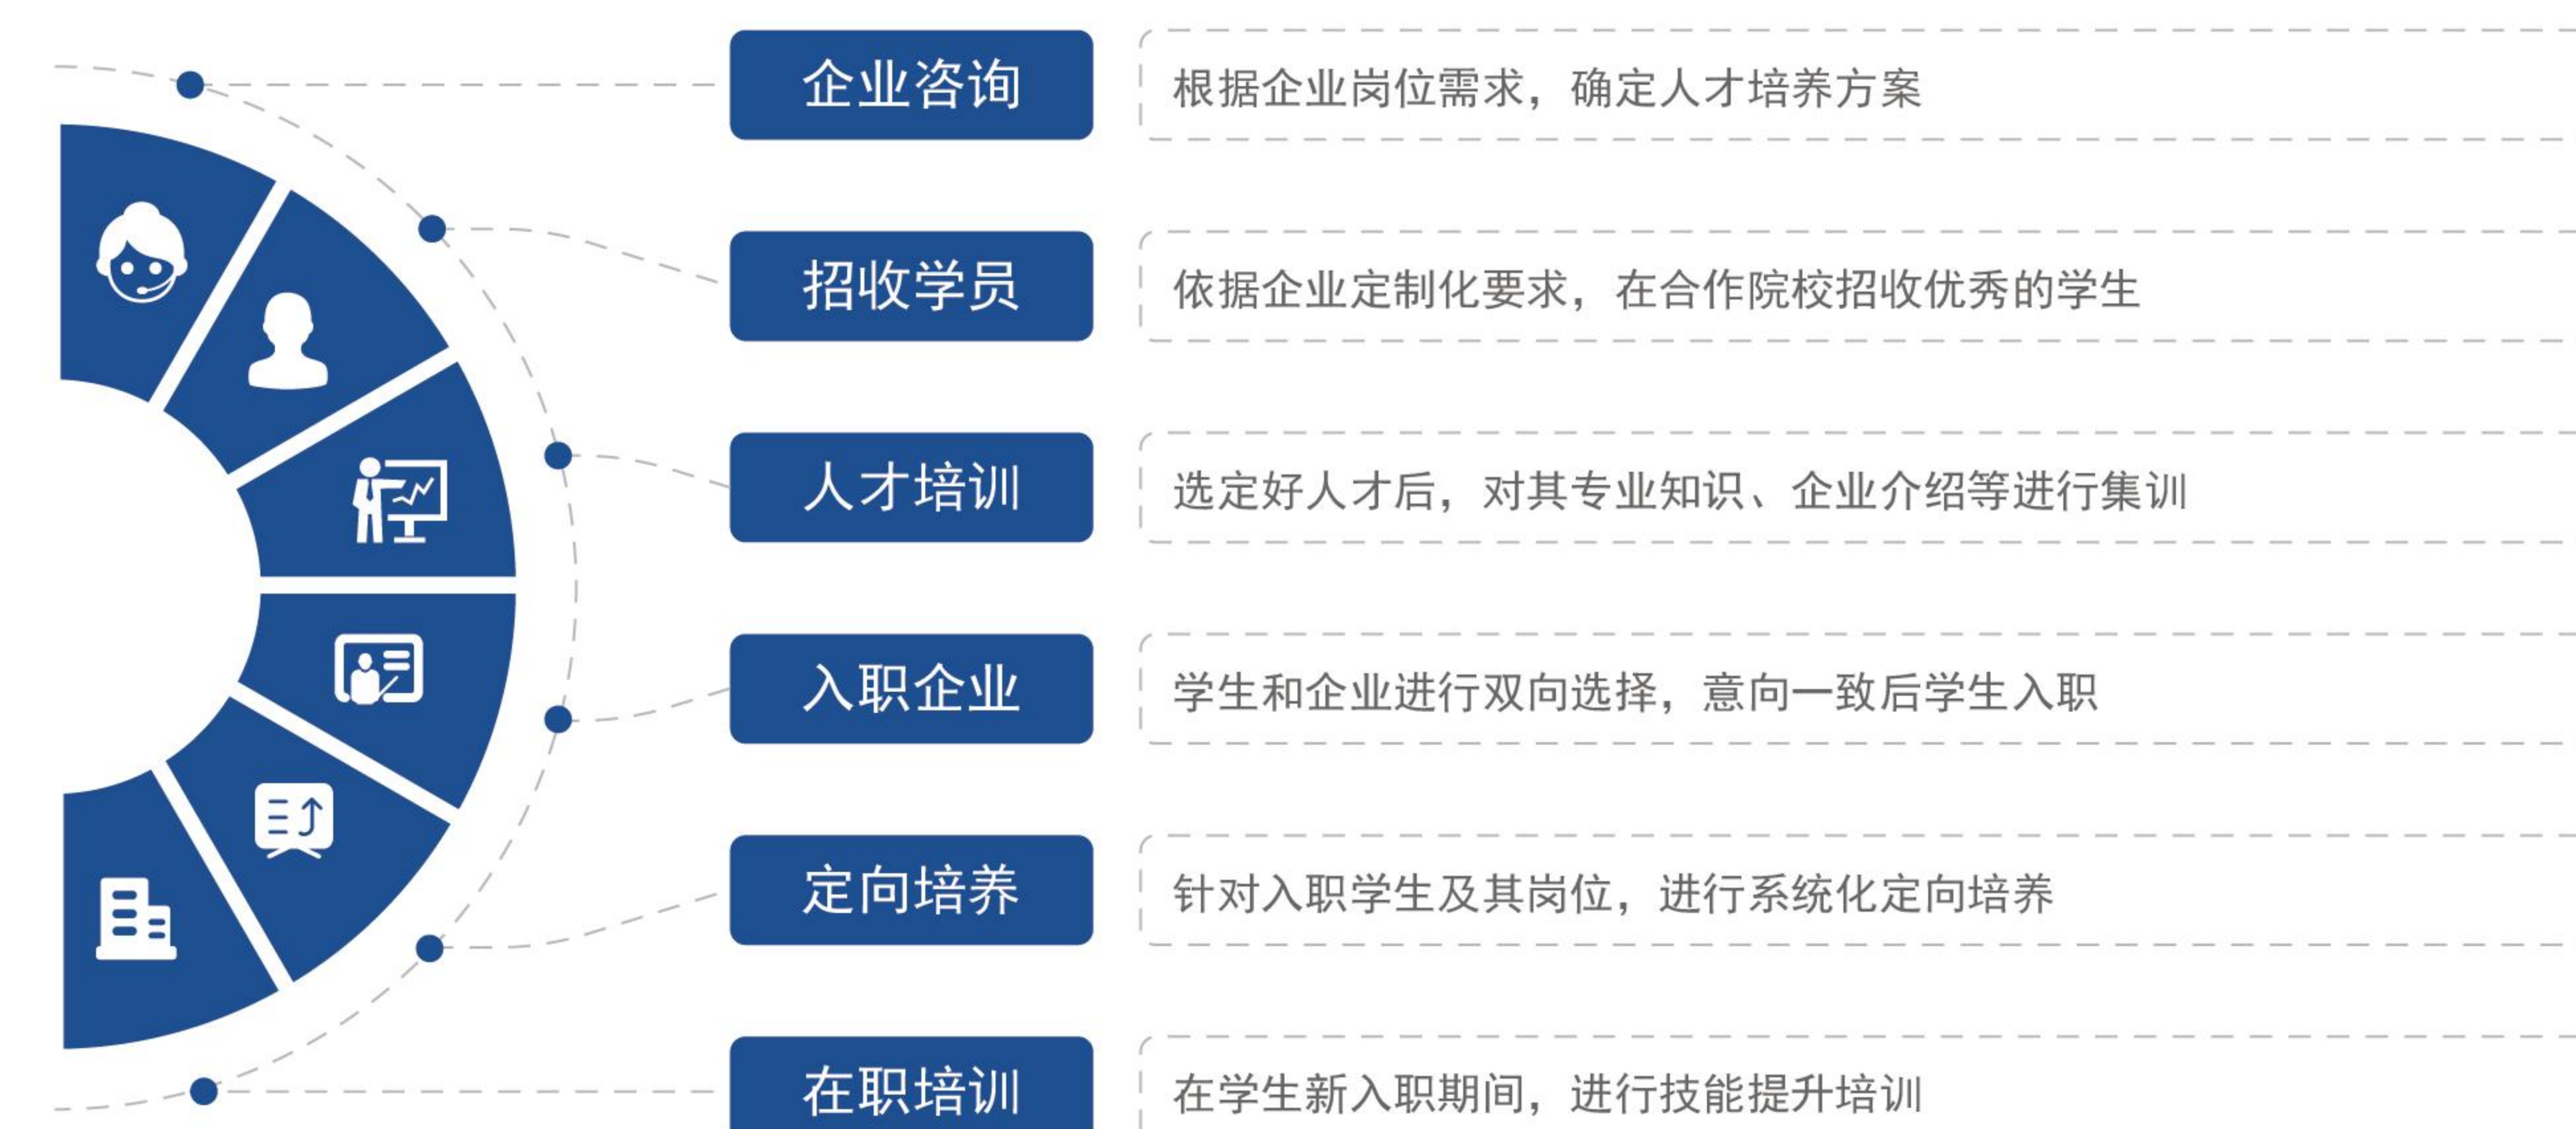 企业咨询
根据企业岗位需求，确定人才培养方案
招收学员
依据企业定制化要求，在合作院校招收优秀的学生
人才培训
选定好人才后，对其专业知识、企业介绍等进行集训
入职企业
学生和企业进行双向选择，意向一致后学生入职
定向培养
针对入职学生及其岗位，进行系统化定向培养
在职培训
在学生新入职期间，进行技能提升培训